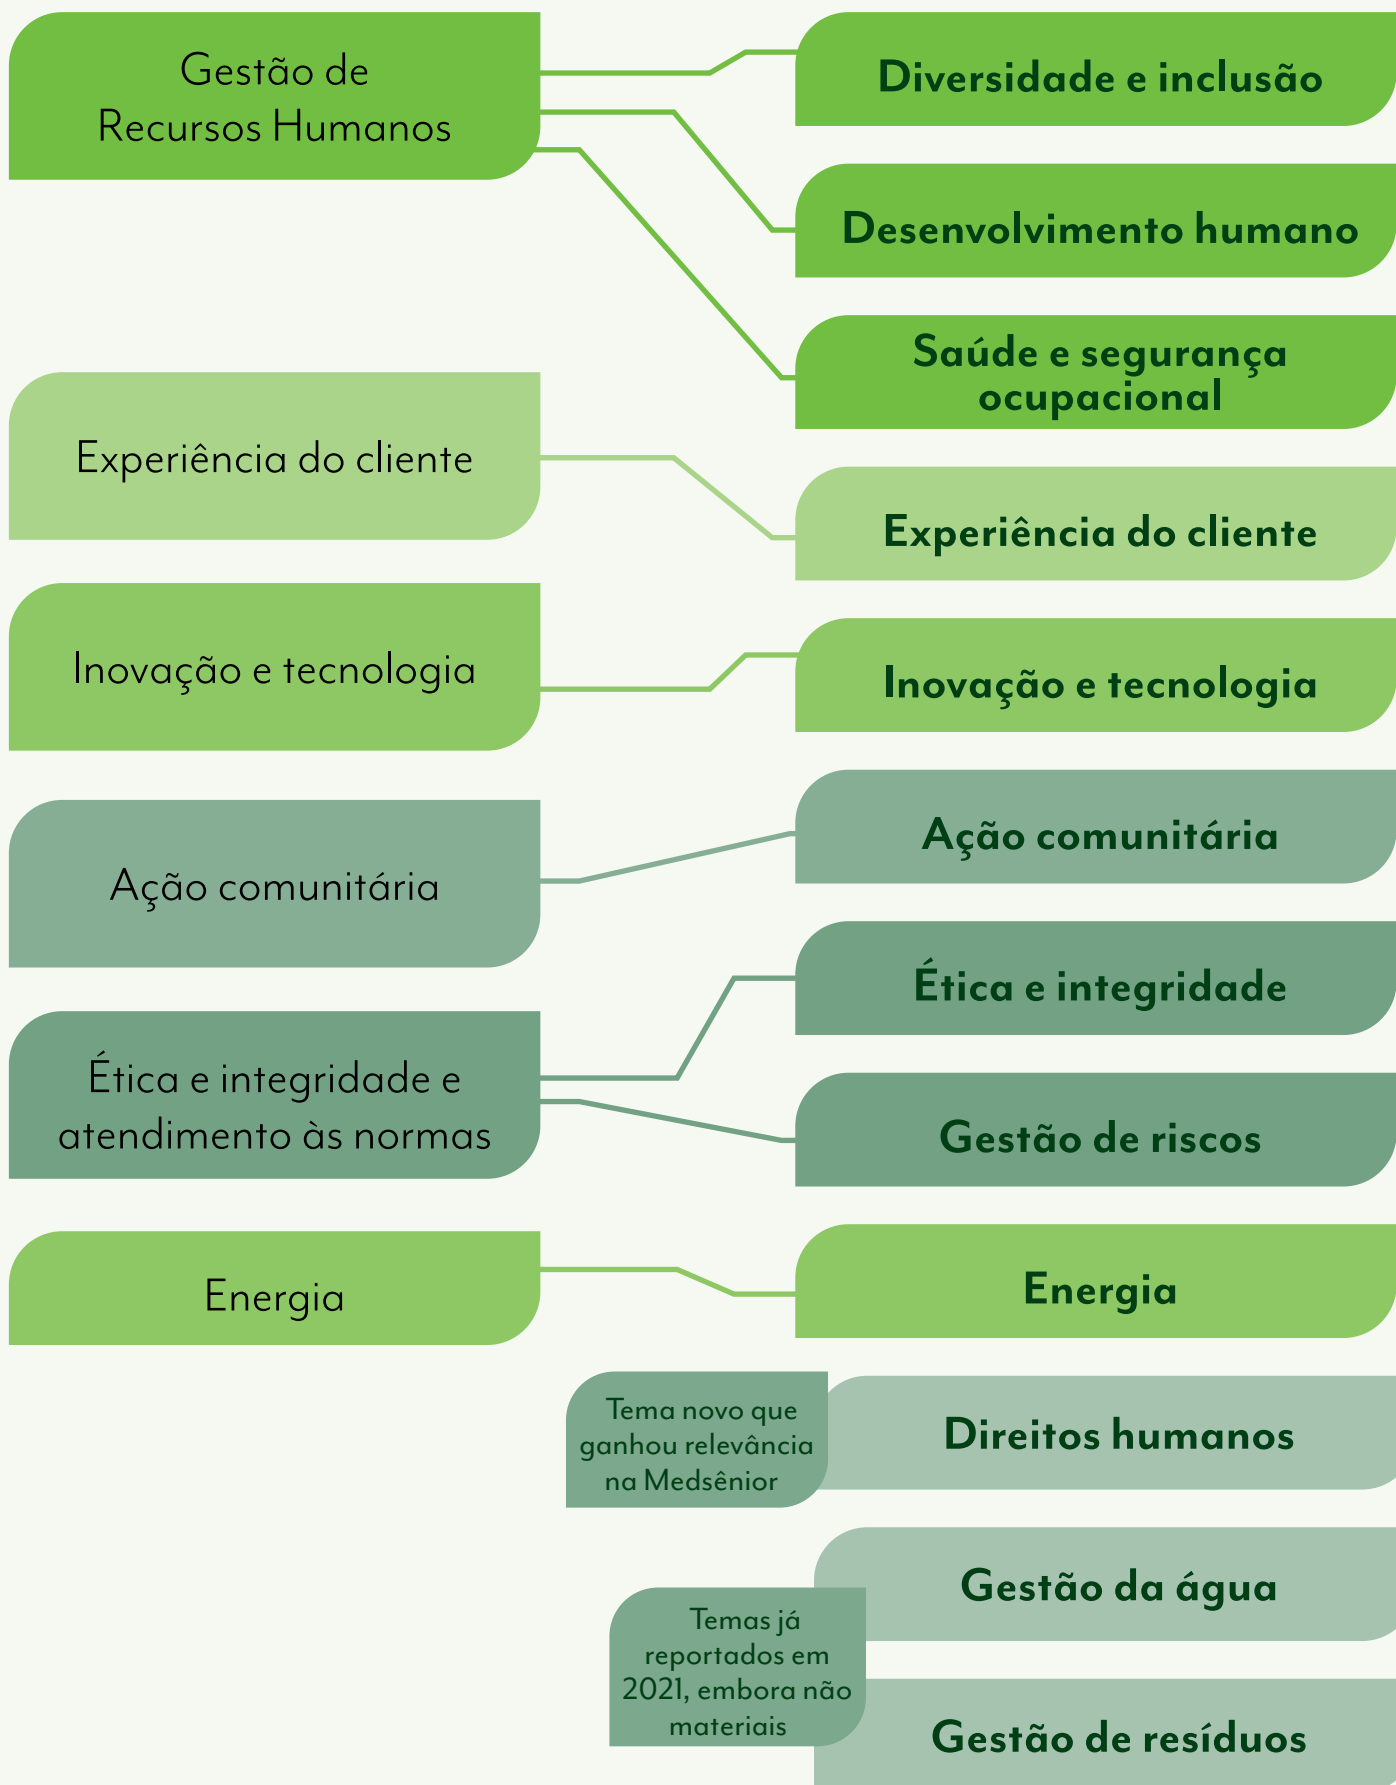 Gestão de
Recursos Humanos
Diversidade e inclusão
Desenvolvimento humano
Saúde e segurança
ocupacional
Experiência do cliente
Experiência do cliente
Inovação e tecnologia
Inovação e tecnologia
Ação comunitária
Ação comunitária
Ética e integridade e
atendimento às normas
Ética e integridade
Gestão de riscos
Energia
Energia
Tema novo que
ganhou relevância
na Medsênior
Direitos humanos
Temas já
reportados em
2021, embora não
materiais
Gestão da água
Gestão de resíduos